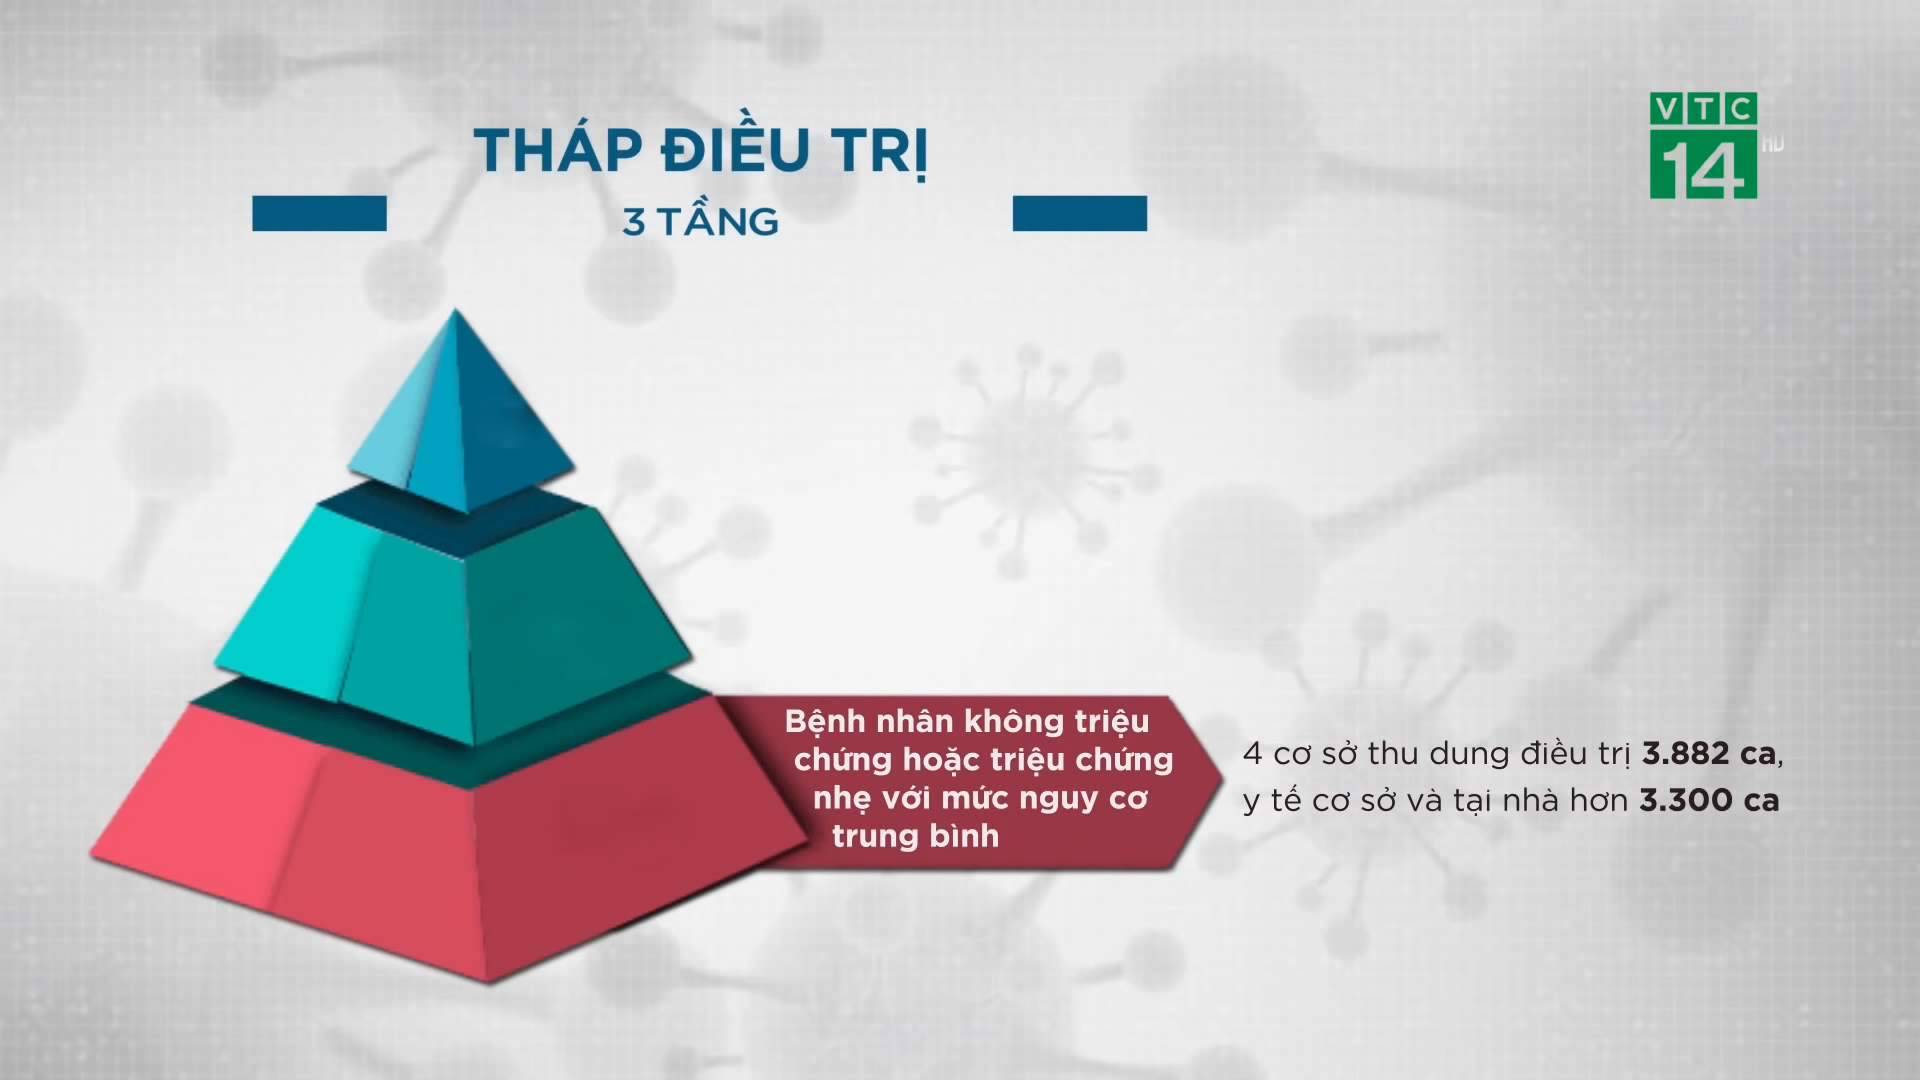 THÁP ĐIỀU TRỊ
3 TẦNG
VTC
14
HD
Bệnh nhân không triệu
chứng hoặc triệu chứng
nhẹ với mức nguy cơ
trung bình
4 cơ sở thu dung điều trị 3.882 ca,
y tế cơ sở và tại nhà hơn 3.300 ca